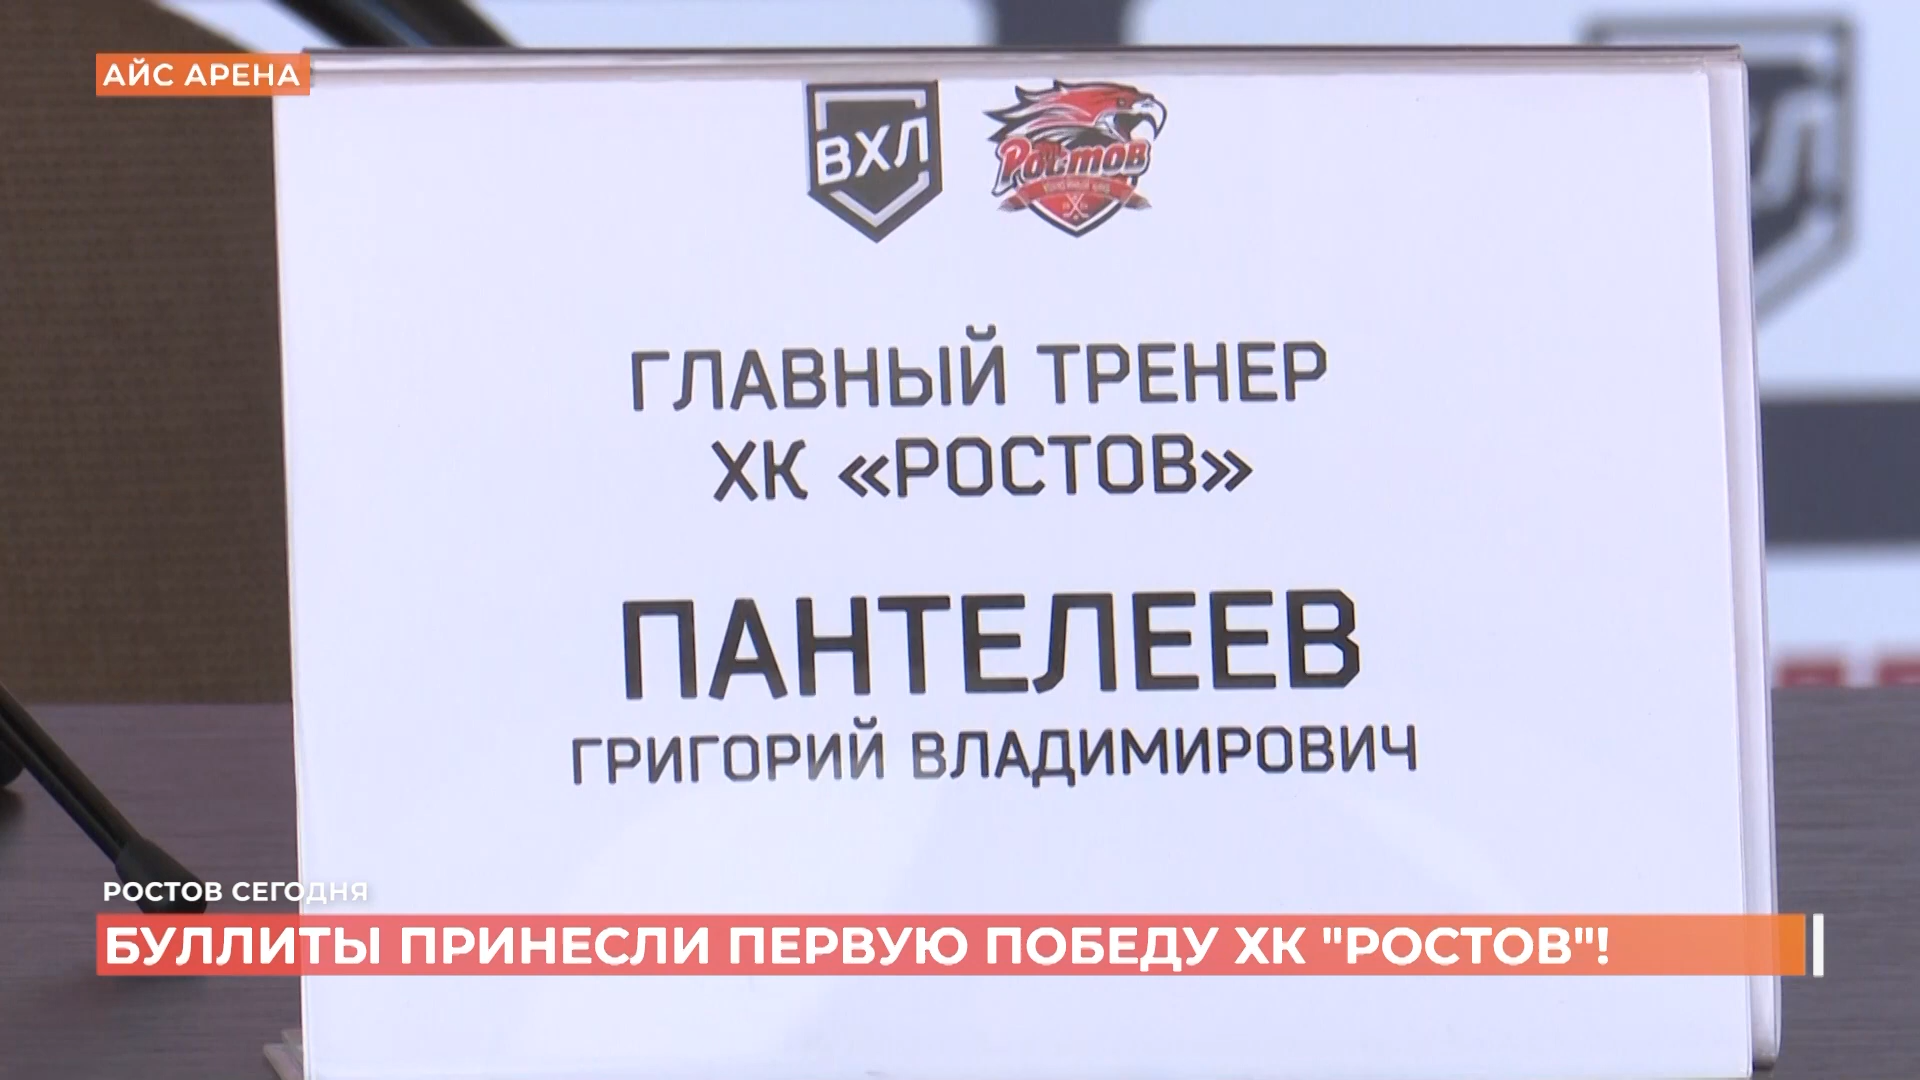 АЙС АРЕНА
ВХЛ
Ростов
ГЛАВНЫЙ ТРЕНЕР
ХК «РОСТОВ»
ПАНТЕЛЕЕВ
ГРИГОРИЙ ВЛАДИМИРОВИЧ
РОСТОВ СЕГОДНЯ
БУЛЛИТЫ ПРИНЕСЛИ ПЕРВУЮ ПОБЕДУ ХК "РОСТОВ"!